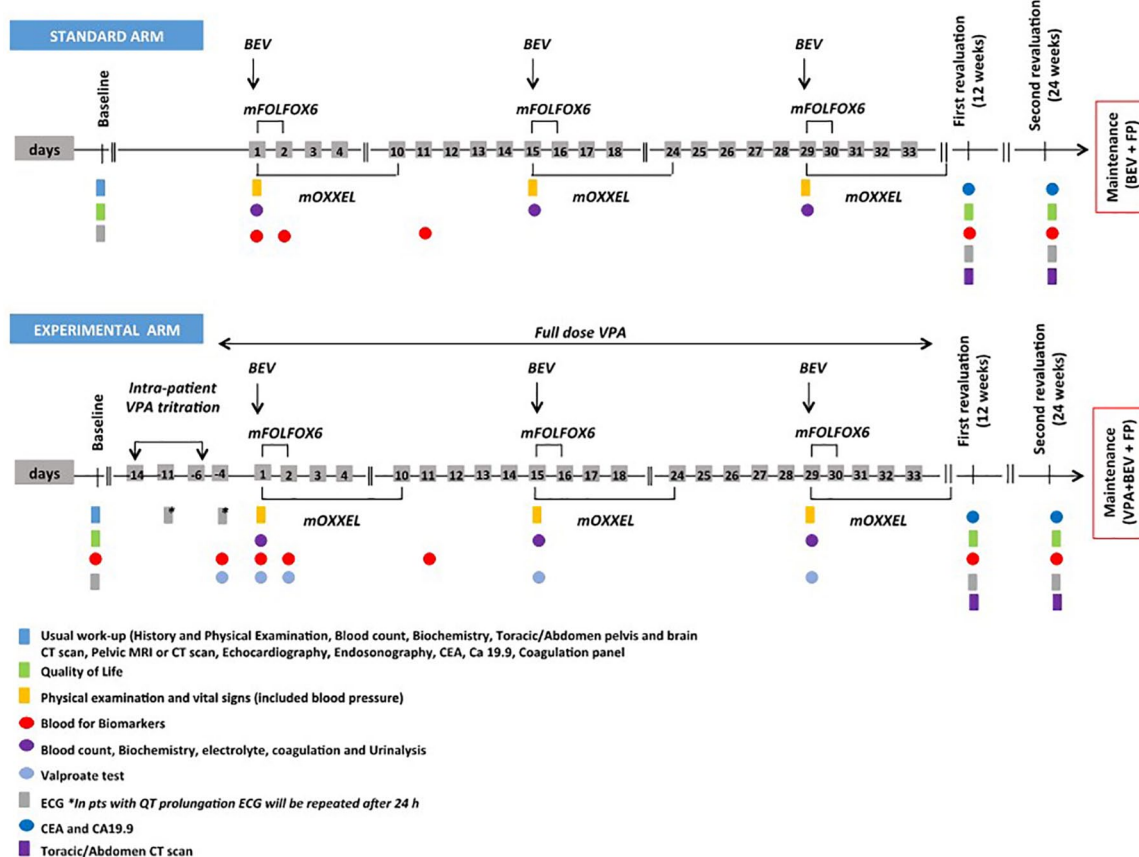 STANDARD ARM
BEV
BEV
BEV
mFOLFOX6
mFOLFOX6
mFOLFOX6
Baseline
First revaluation
(12 weeks)
Second revaluation
(24 weeks)
days
1 2 3 4 10 11 12 13 14 15 16 17 18 24 25 26 27 28 29 30 31 32 33
mOXXEL
mOXXEL
mOXXEL
Maintenance
(BEV + FP)
EXPERIMENTAL ARM
Full dose VPA
Intra-patient
VPA tritration
BEV
BEV
BEV
mFOLFOX6
mFOLFOX6
mFOLFOX6
Baseline
First revaluation
(12 weeks)
Second revaluation
(24 weeks)
days
-14 -11 -6 -4 1 2 3 4 10 11 12 13 14 15 16 17 18 24 25 26 27 28 29 30 31 32 33
mOXXEL
mOXXEL
mOXXEL
Maintenance
(VPA+BEV + FP)
* *
Usual work-up (History and Physical Examination, Blood count, Biochemistry, Toracic/Abdomen pelvis and brain
CT scan, Pelvic MRI or CT scan, Echocardiography, Endosonography, CEA, Ca 19.9, Coagulation panel
Quality of Life
Physical examination and vital signs (included blood pressure)
Blood for Biomarkers
Blood count, Biochemistry, electrolyte, coagulation and Urinalysis
Valproate test
ECG *In pts with QT prolungation ECG will be repeated after 24 h
CEA and CA19.9
Toracic/Abdomen CT scan